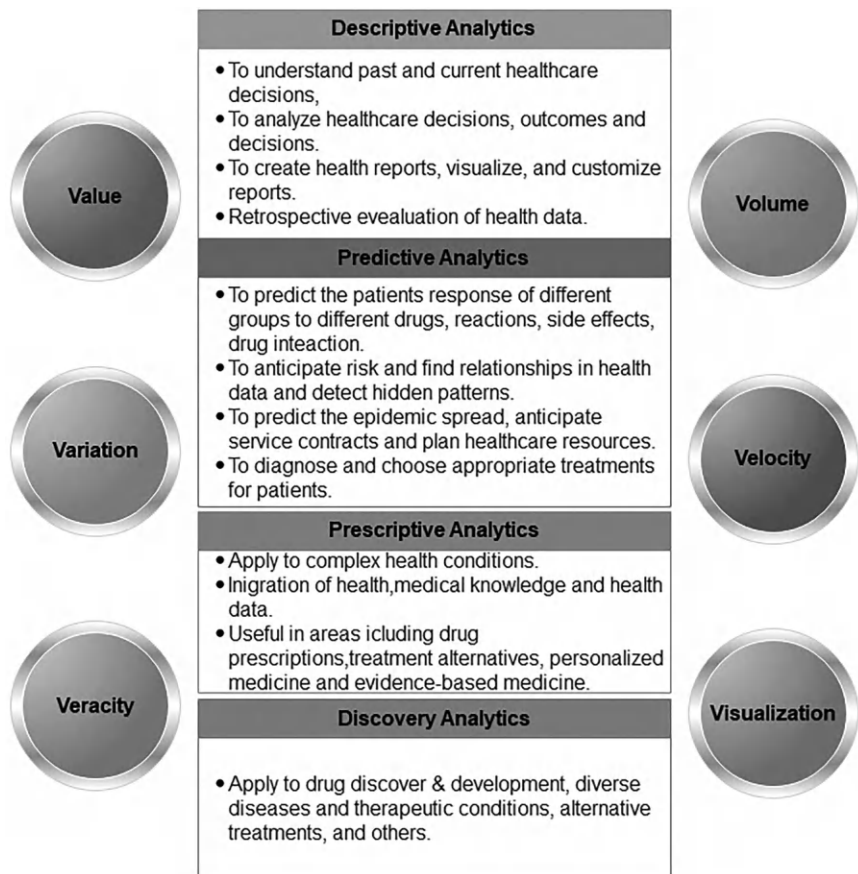 Descriptive Analytics
• To understand past and current healthcare
decisions,
• To analyze healthcare decisions, outcomes and
decisions.
• To create health reports, visualize, and customize
reports.
• Retrospective evealuation of health data.
Value
Volume
Predictive Analytics
• To predict the patients response of different
groups to different drugs, reactions, side effects,
drug inteaction.
• To anticipate risk and find relationships in health
data and detect hidden patterns.
• To predict the epidemic spread, anticipate
service contracts and plan healthcare resources.
• To diagnose and choose appropriate treatments
for patients.
Variation
Velocity
Prescriptive Analytics
• Apply to complex health conditions.
• Inigration of health,medical knowledge and health
data.
• Useful in areas icluding drug
prescriptions,treatment alternatives, personalized
medicine and evidence-based medicine.
Veracity
Visualization
Discovery Analytics
• Apply to drug discover & development, diverse
diseases and therapeutic conditions, alternative
treatments, and others.